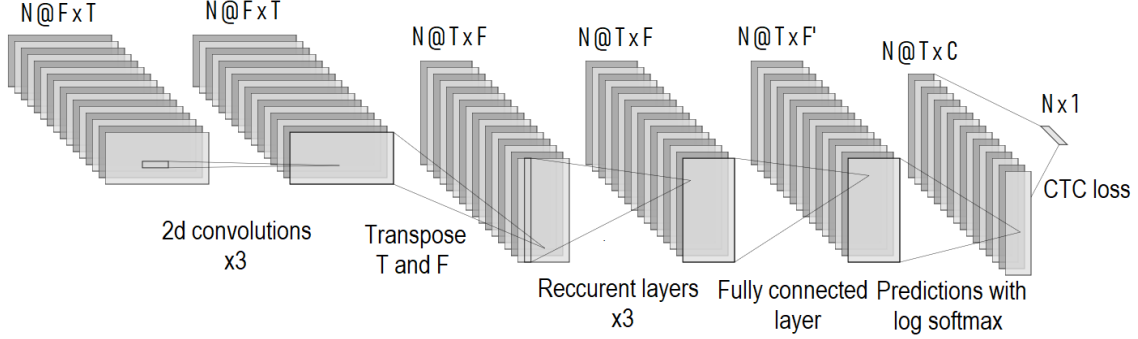 N@FxT
N@FxT
N@TxF
N@TxF
N@TxF'
N@TxC
Nx1
CTC loss
2d convolutions
x3
Transpose
T and F
Reccurent layers
x3
Fully connected
layer
Predictions with
log softmax